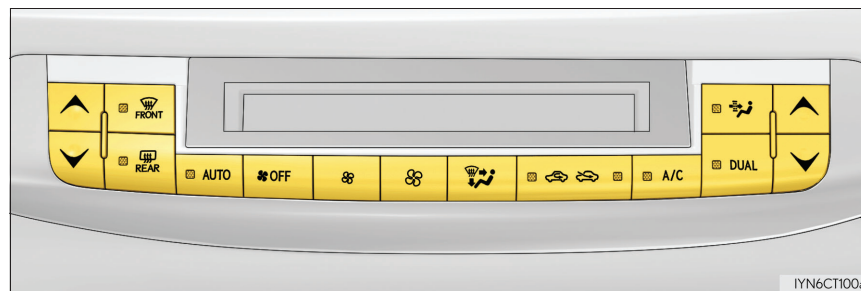 FRONT
REAR
AUTO
OFF
A/C
DUAL
IYN6CT100a